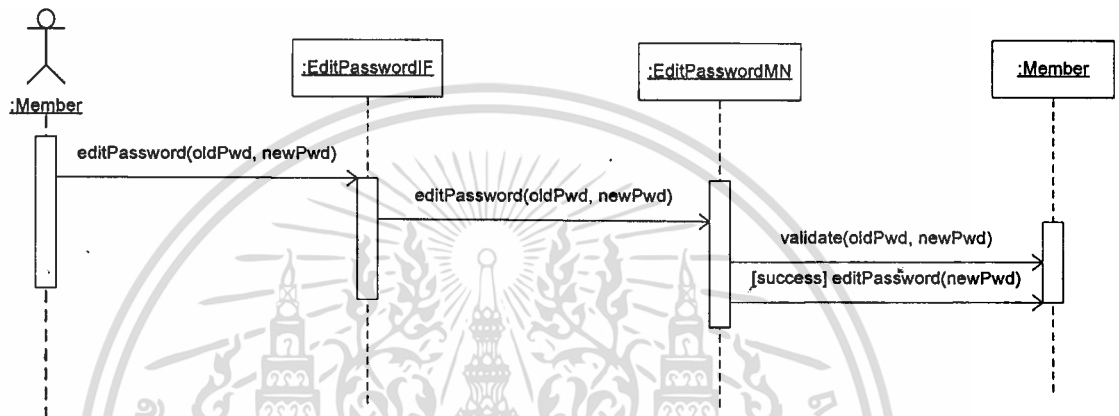 :Member
:EditPasswordIF
:EditPasswordMN
:Member
editPassword(oldPwd, newPwd)
editPassword(oldPwd, newPwd)
validate(oldPwd, newPwd)
[success] editPassword(newPwd)